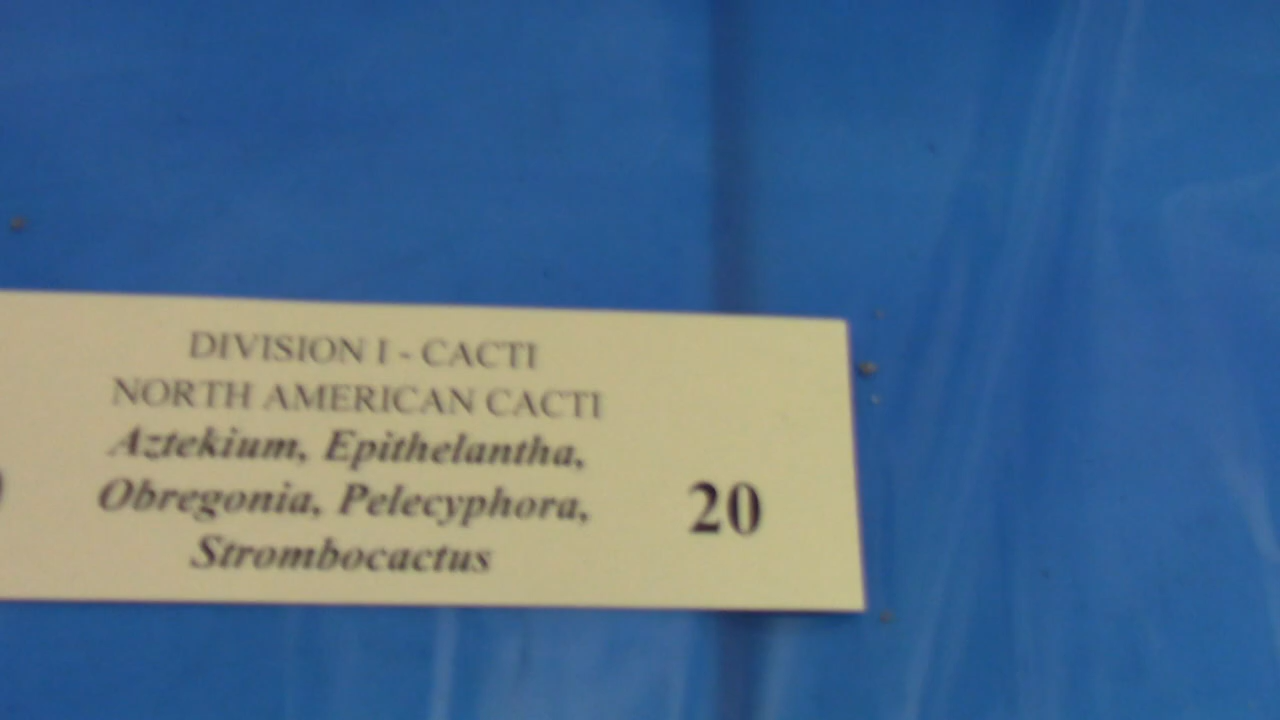 DIVISION I - CACTI
NORTH AMERICAN CACTI
Aztekium, Epithelantha,
Obregonia, Pelecyphora,
Strombocactus
20